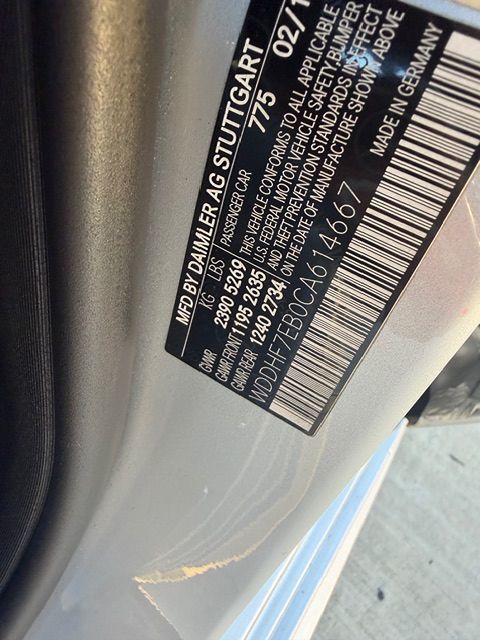 MFD BY DAIMLER AG STUTTGART
775 02/1
KG LBS PASSENGER CAR
GVWR 2390 5269 THIS VEHICLE CONFORMS TO ALL APPLICABLE
GAWR FRONT 1195 2635 U.S. FEDERAL MOTOR VEHICLE SAFETY, BUMPER
GAWR REAR 1240 2734 AND THEFT PREVENTION STANDARDS IN EFFECT
ON THE DATE OF MANUFACTURE SHOWN ABOVE
WDDHF7EB0CA614667
MADE IN GERMANY